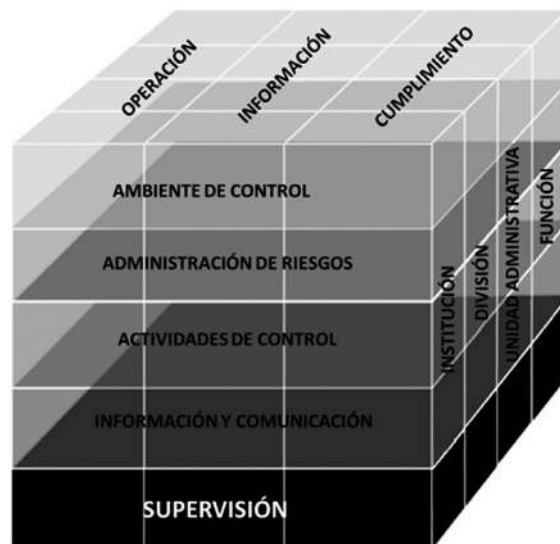 OPERACIÓN
INFORMACIÓN
CUMPLIMIENTO
AMBIENTE DE CONTROL
ADMINISTRACIÓN DE RIESGOS
ACTIVIDADES DE CONTROL
INFORMACIÓN Y COMUNICACIÓN
SUPERVISIÓN
INSTITUCIÓN
DIVISIÓN
UNIDAD ADMINISTRATIVA
FUNCIÓN